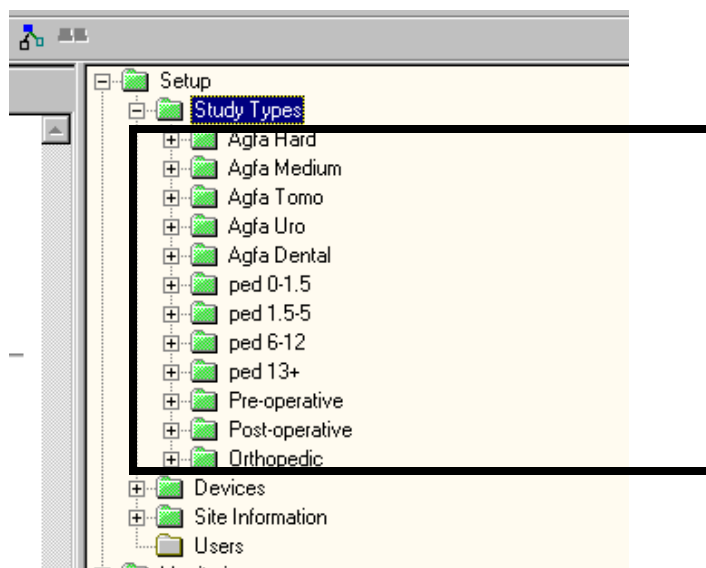 Setup
Study Types
Agfa Hard
Agfa Medium
Agfa Tomo
Agfa Uro
Agfa Dental
ped 0-1.5
ped 1.5-5
ped 6-12
ped 13+
Pre-operative
Post-operative
Orthopedic
Devices
Site Information
Users